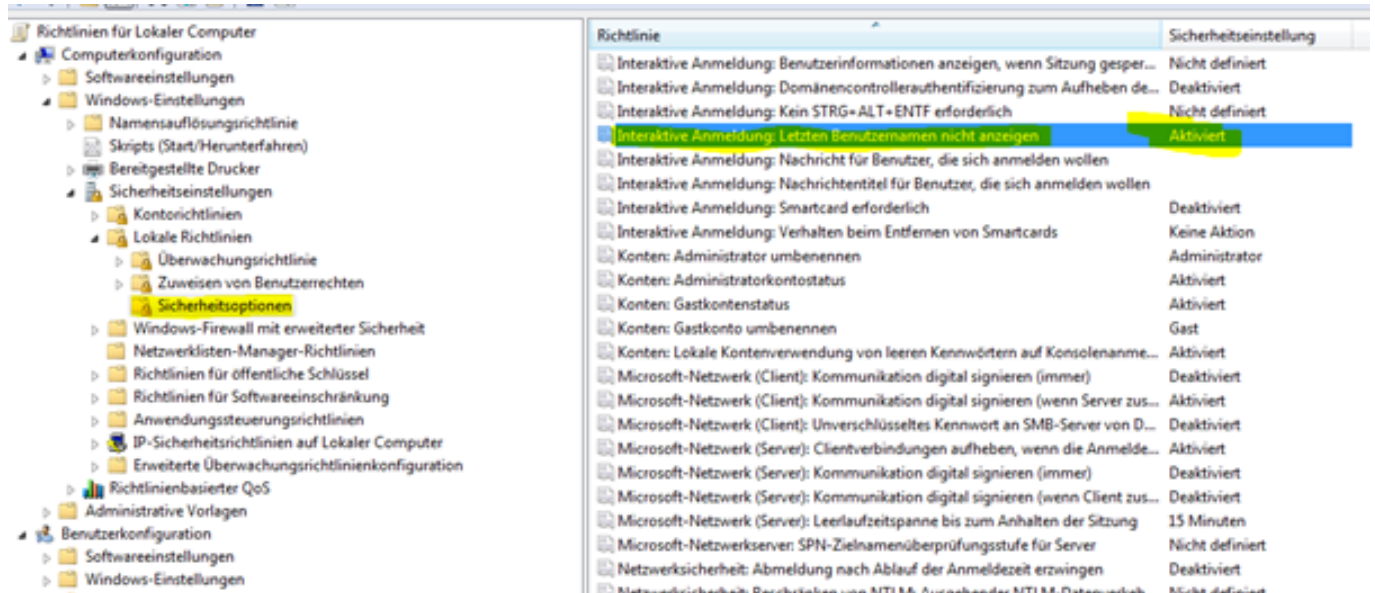 Richtlinien für Lokaler Computer
Computerkonfiguration
Softwareeinstellungen
Windows-Einstellungen
Namensauflösungsrichtlinie
Skripts (Start/Herunterfahren)
Bereitgestellte Drucker
Sicherheitseinstellungen
Kontorichtlinien
Lokale Richtlinien
Überwachungsrichtlinie
Zuweisen von Benutzerrechten
Sicherheitsoptionen
Windows-Firewall mit erweiterter Sicherheit
Netzwerklisten-Manager-Richtlinien
Richtlinien für öffentliche Schlüssel
Richtlinien für Softwareeinschränkung
Anwendungssteuerungsrichtlinien
IP-Sicherheitsrichtlinien auf Lokaler Computer
Erweiterte Überwachungsrichtlinienkonfiguration
Richtlinienbasierter QoS
Administrative Vorlagen
Benutzerkonfiguration
Softwareeinstellungen
Windows-Einstellungen
Richtlinie Sicherheitseinstellung
Interaktive Anmeldung: Benutzerinformationen anzeigen, wenn Sitzung gesper... Nicht definiert
Interaktive Anmeldung: Domänencontrollerauthentifizierung zum Aufheben de... Deaktiviert
Interaktive Anmeldung: Kein STRG+ALT+ENTF erforderlich Nicht definiert
Interaktive Anmeldung: Letzten Benutzernamen nicht anzeigen Aktiviert
Interaktive Anmeldung: Nachricht für Benutzer, die sich anmelden wollen
Interaktive Anmeldung: Nachrichtentitel für Benutzer, die sich anmelden wollen
Interaktive Anmeldung: Smartcard erforderlich Deaktiviert
Interaktive Anmeldung: Verhalten beim Entfernen von Smartcards Keine Aktion
Konten: Administrator umbenennen Administrator
Konten: Administratorkontostatus Aktiviert
Konten: Gastkontenstatus Aktiviert
Konten: Gastkonto umbenennen Gast
Konten: Lokale Kontenverwendung von leeren Kennwörtern auf Konsolenanme... Aktiviert
Microsoft-Netzwerk (Client): Kommunikation digital signieren (immer) Deaktiviert
Microsoft-Netzwerk (Client): Kommunikation digital signieren (wenn Server zus... Aktiviert
Microsoft-Netzwerk (Client): Unverschlüsseltes Kennwort an SMB-Server von D... Deaktiviert
Microsoft-Netzwerk (Server): Clientverbindungen aufheben, wenn die Anmelde... Aktiviert
Microsoft-Netzwerk (Server): Kommunikation digital signieren (immer) Deaktiviert
Microsoft-Netzwerk (Server): Kommunikation digital signieren (wenn Client zus... Deaktiviert
Microsoft-Netzwerk (Server): Leerlaufzeitspanne bis zum Anhalten der Sitzung 15 Minuten
Microsoft-Netzwerkserver: SPN-Zielnamenüberprüfungsstufe für Server Nicht definiert
Netzwerksicherheit: Abmeldung nach Ablauf der Anmeldezeit erzwingen Deaktiviert
Netzwerksicherheit: Beschränken von NTLM: Ausgehender NTLM-Datenverkeh... Nicht definiert